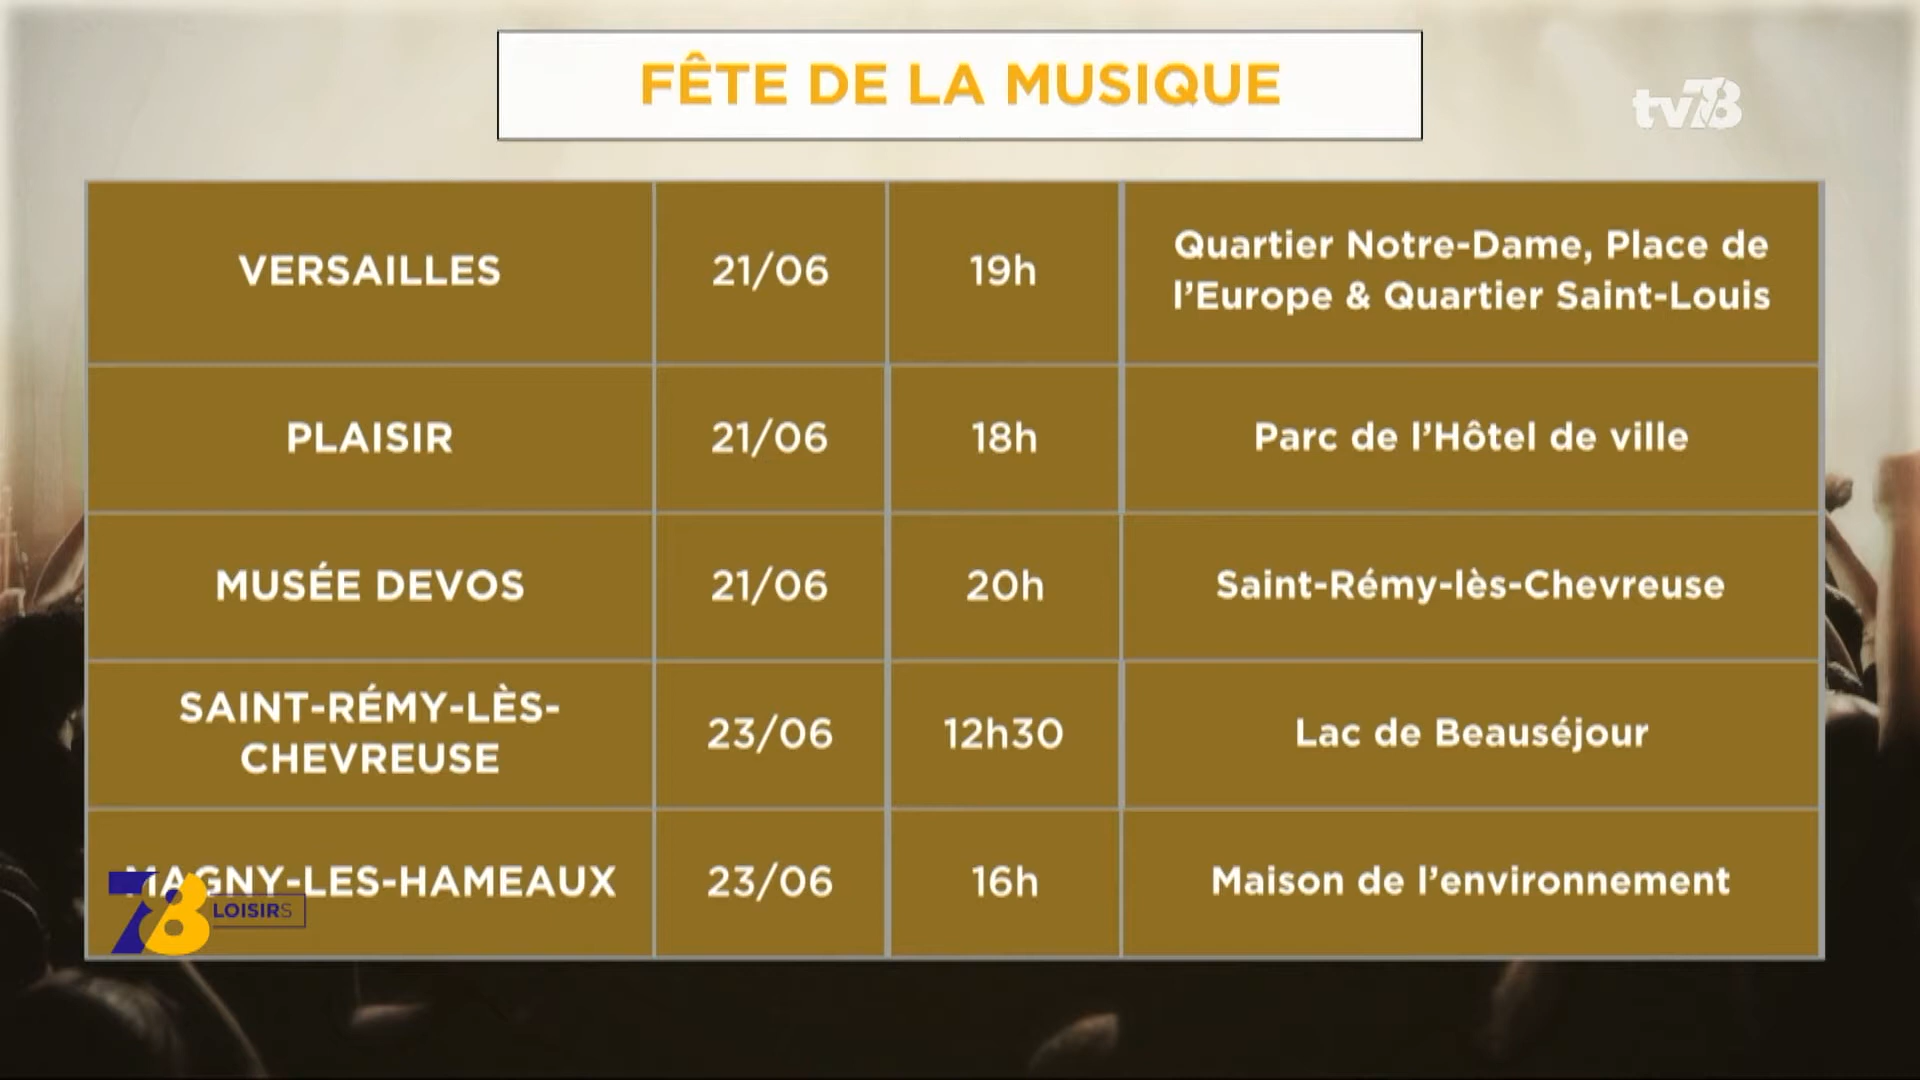 FÊTE DE LA MUSIQUE
tv78
VERSAILLES 21/06 19h Quartier Notre-Dame, Place de
l'Europe & Quartier Saint-Louis
PLAISIR 21/06 18h Parc de l'Hôtel de ville
MUSÉE DEVOS 21/06 20h Saint-Rémy-lès-Chevreuse
SAINT-RÉMY-LÈS-
CHEVREUSE 23/06 12h30 Lac de Beauséjour
MAGNY-LES-HAMEAUX 23/06 16h Maison de l'environnement
78 LOISIRS